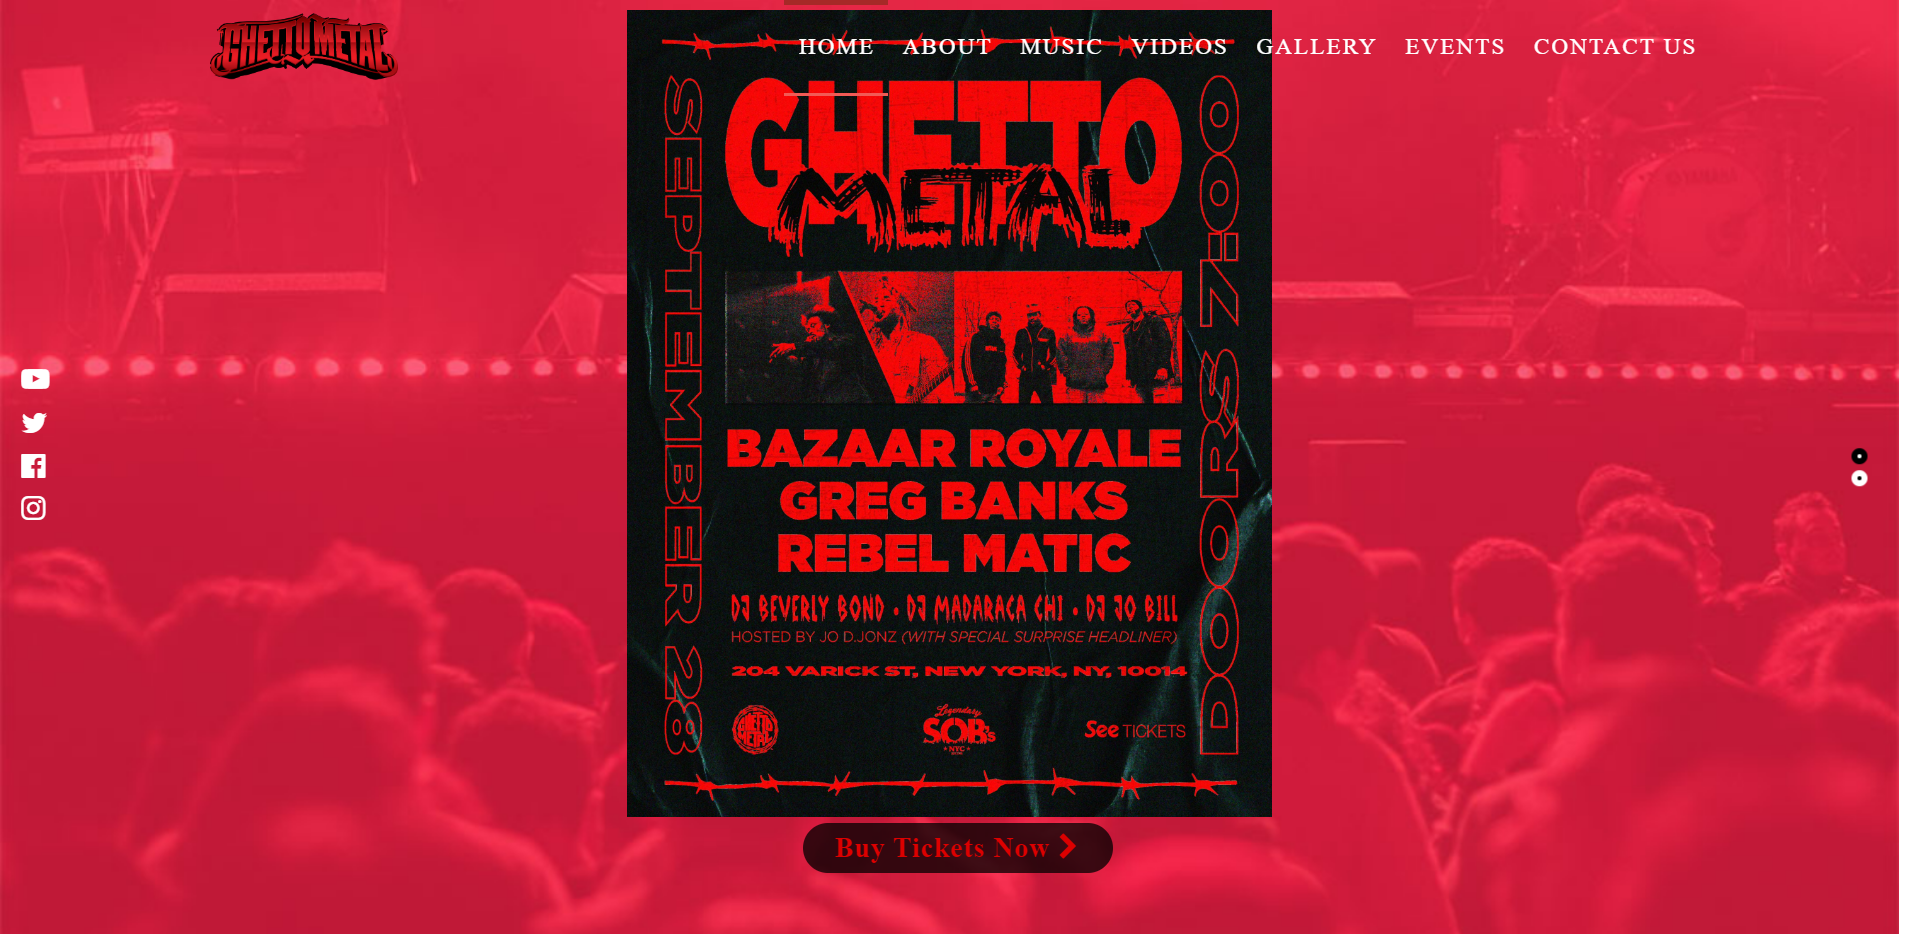 GHETTO METAL
HOME ABOUT MUSIC VIDEOS GALLERY EVENTS CONTACT US
GHETTO
METAL
SEPTEMBER 28
DOORS 7:00
BAZAAR ROYALE
GREG BANKS
REBEL MATIC
DJ BEVERLY BOND • DJ MADARACA CHI • DJ JO BILL
HOSTED BY JO D.JONZ (WITH SPECIAL SURPRISE HEADLINER)
204 VARICK ST, NEW YORK, NY, 10014
GHETTO METAL
Legendary
SOB's
NYC
See TICKETS
Buy Tickets Now